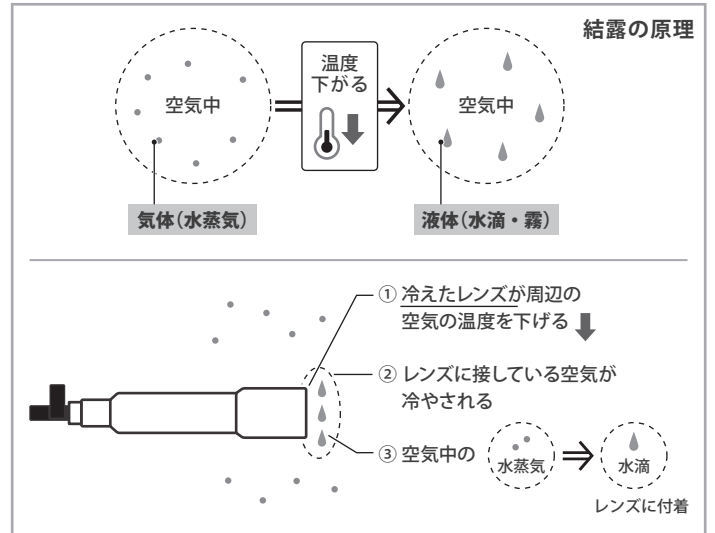 結露の原理
空気中
温度
下がる
空気中
気体（水蒸気）
液体（水滴・霧）
① 冷えたレンズが周辺の
空気の温度を下げる
② レンズに接している空気が
冷やされる
③ 空気中の
水蒸気
水滴
レンズに付着